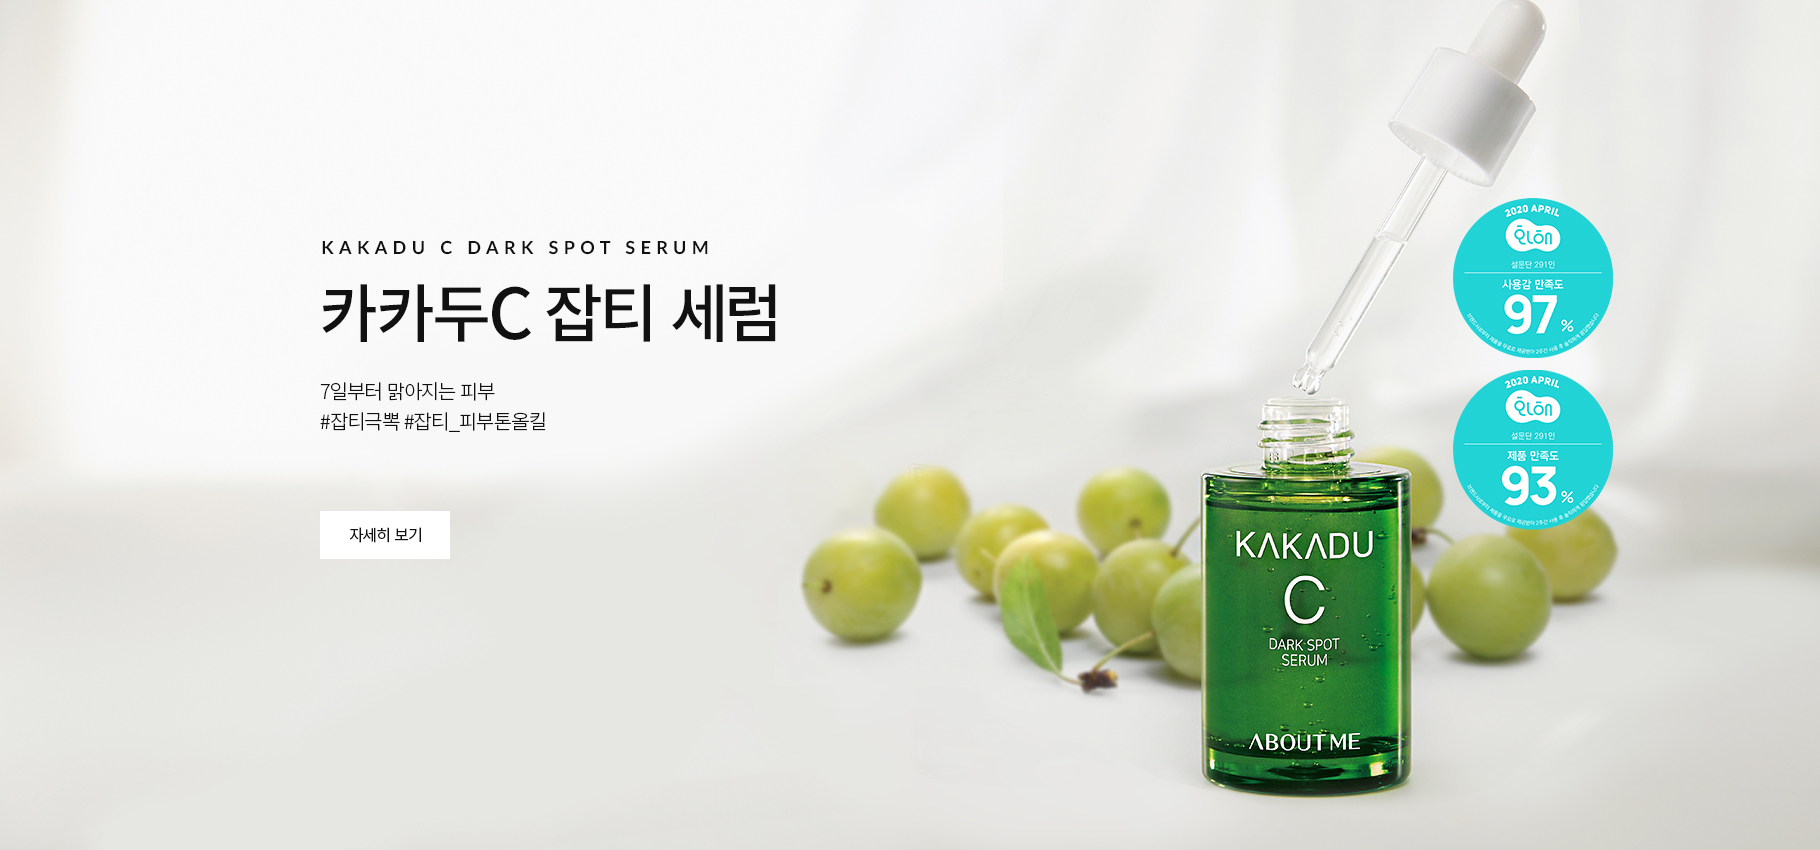 KAKADU C DARK SPOT SERUM
카카두C 잡티 세럼
7일부터 맑아지는 피부
#잡티극뽁 #잡티_피부톤올킬
자세히 보기
2020 APRIL
설문단 291인
사용감 만족도
97 %
2020 APRIL
설문단 291인
제품 만족도
93 %
KAKADU
C
DARK SPOT
SERUM
ABOUT ME